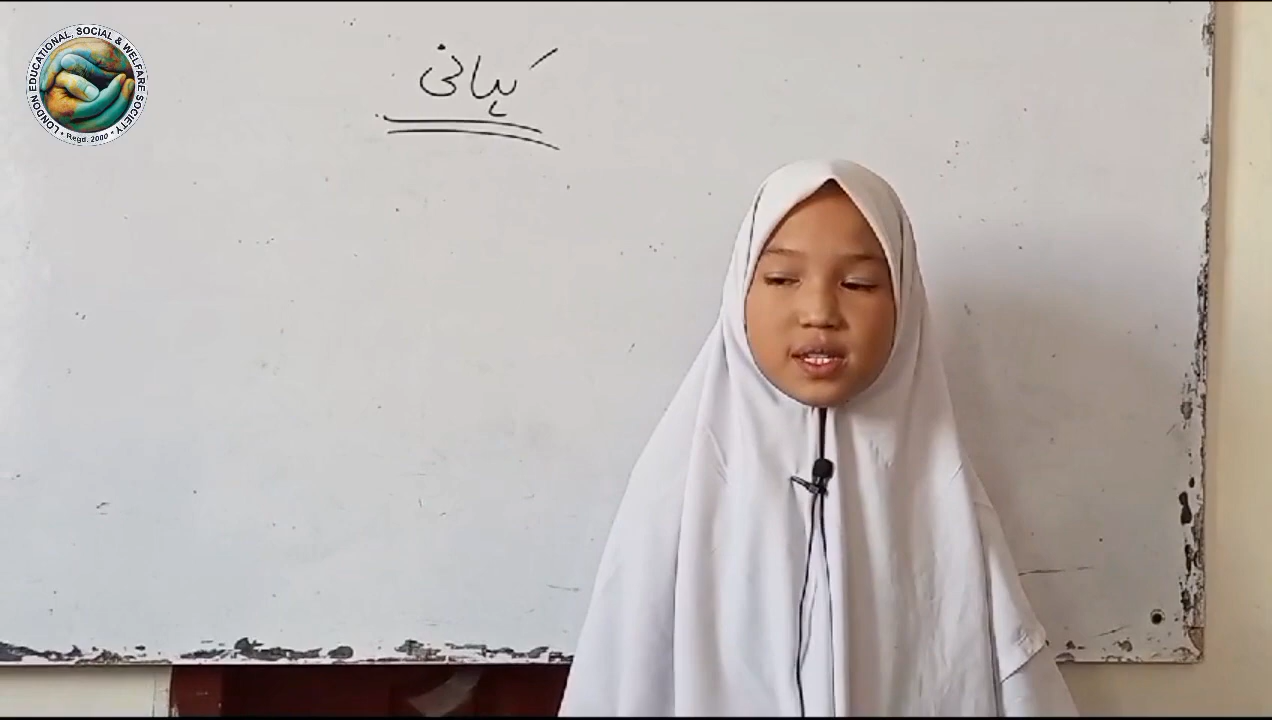 LONDON EDUCATIONAL, SOCIAL & WELFARE SOCIETY
• Regd. 2000 •
کہانی